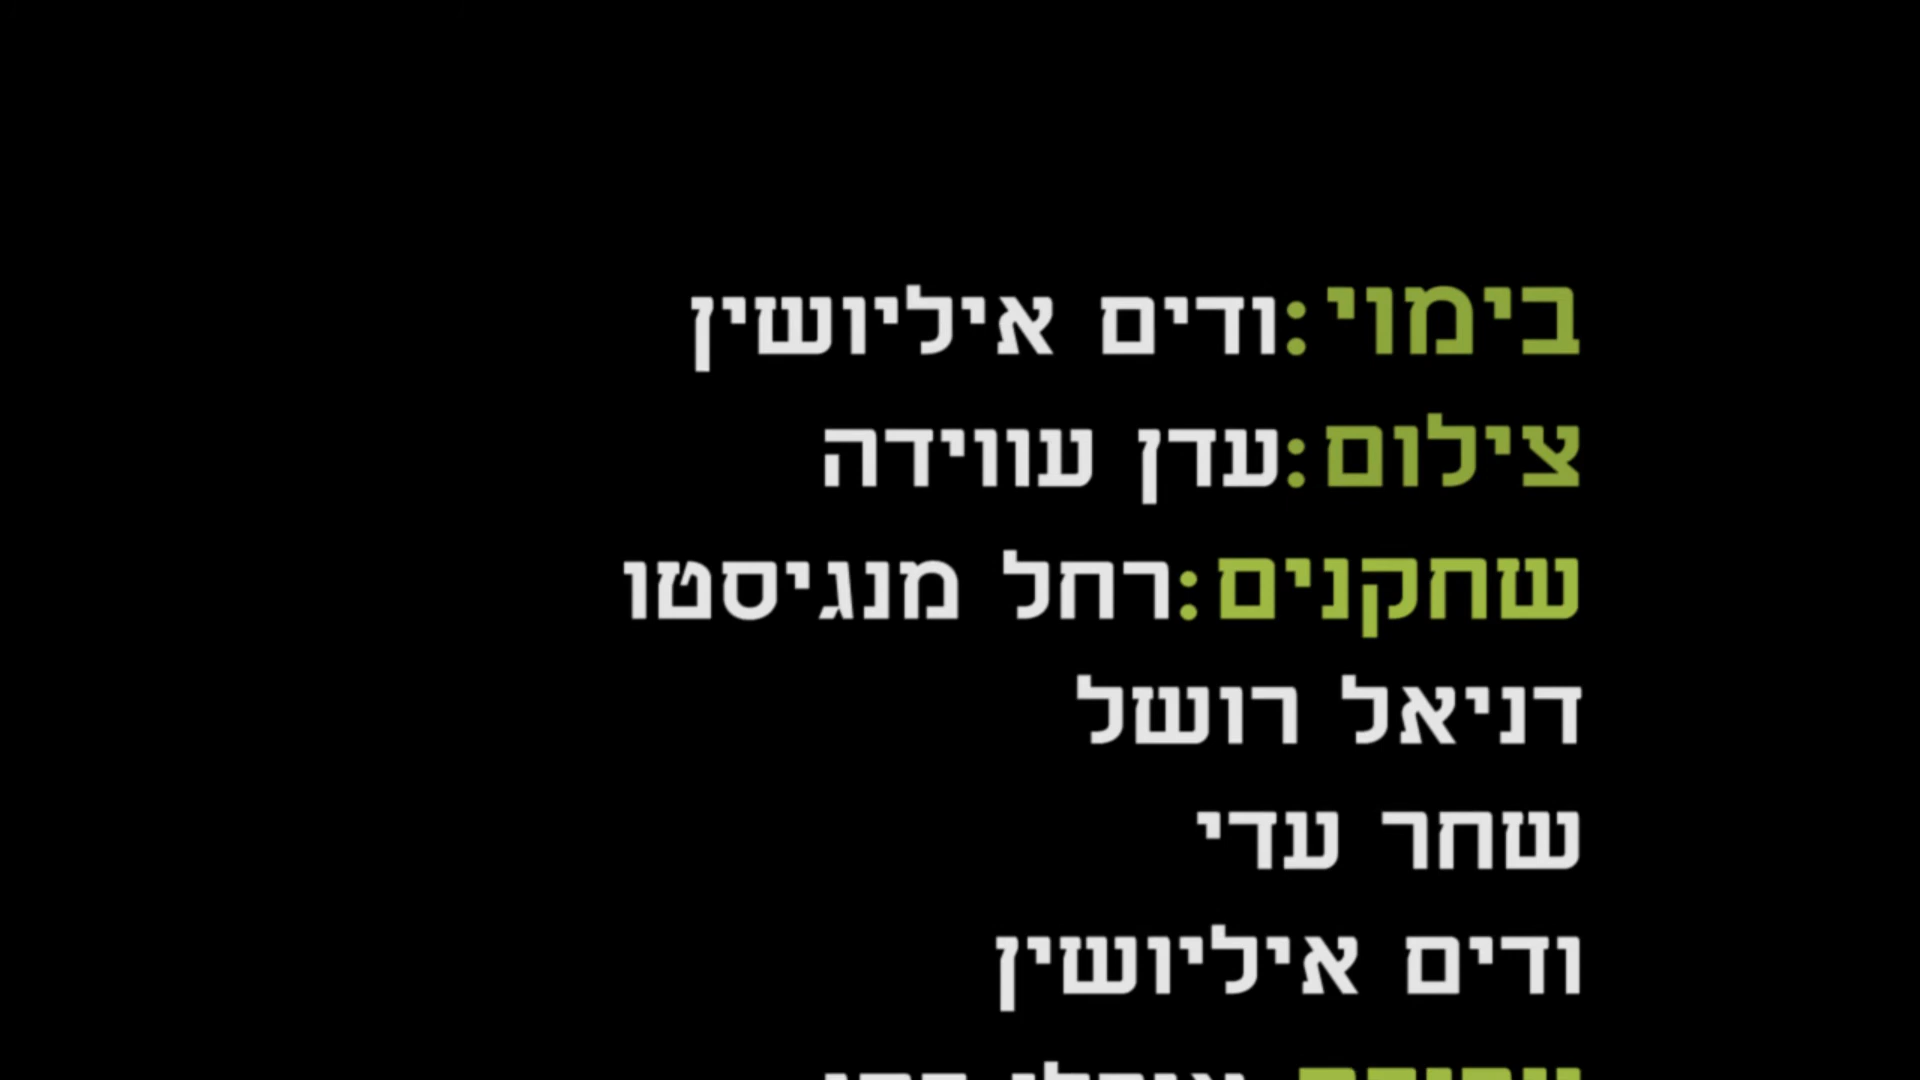 בימוי: ודים איליושין
צילום: עדן עווידה
שחקנים: רחל מנגיסטו
דניאל רושל
שחר עדי
ודים איליושין